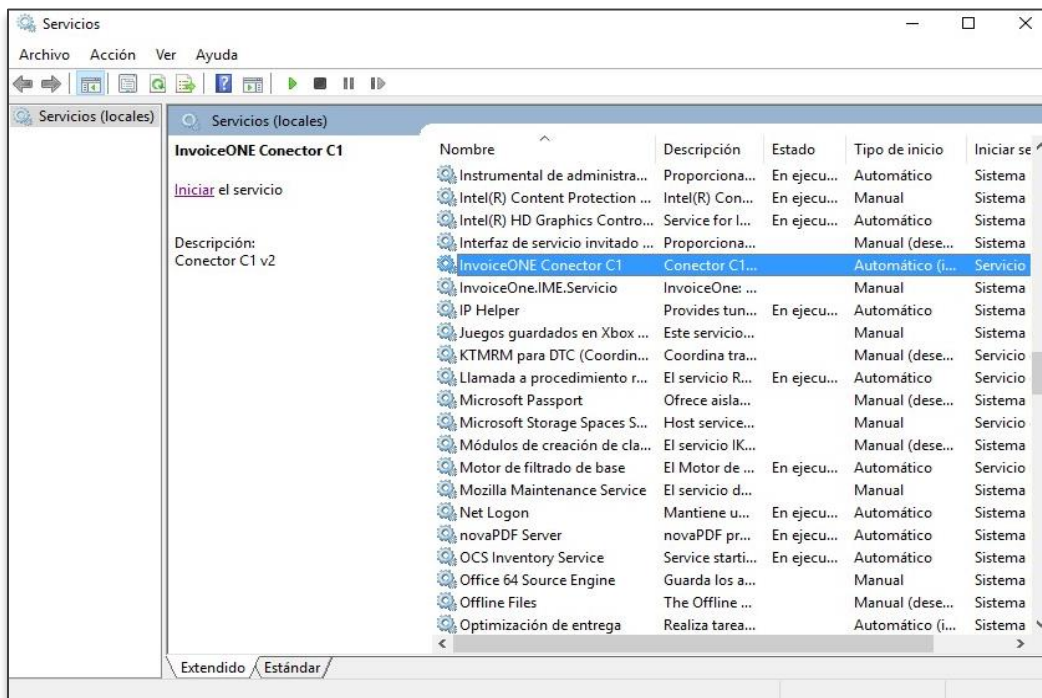 Servicios
Archivo Acción Ver Ayuda
Servicios (locales)
Servicios (locales)
InvoiceONE Conector C1
Iniciar el servicio
Descripción:
Conector C1 v2
Nombre Descripción Estado Tipo de inicio Iniciar se
Instrumental de administra... Proporciona... En ejecu... Automático Sistema
Intel(R) Content Protection ... Intel(R) Con... En ejecu... Manual Sistema
Intel(R) HD Graphics Contro... Service for I... En ejecu... Automático Sistema
Interfaz de servicio invitado ... Proporciona... Manual (dese... Sistema
InvoiceONE Conector C1 Conector C1... Automático (i... Servicio
InvoiceOne.IME.Servicio InvoiceOne: ... Manual Sistema
IP Helper Provides tun... En ejecu... Automático Sistema
Juegos guardados en Xbox ... Este servicio... Manual Sistema
KTMRM para DTC (Coordin... Coordina tra... Manual (dese... Servicio
Llamada a procedimiento r... El servicio R... En ejecu... Automático Servicio
Microsoft Passport Ofrece aisla... Manual (dese... Sistema
Microsoft Storage Spaces S... Host service... Manual Servicio
Módulos de creación de cla... El servicio IK... Manual (dese... Sistema
Motor de filtrado de base El Motor de ... En ejecu... Automático Servicio
Mozilla Maintenance Service El servicio d... Manual Sistema
Net Logon Mantiene u... En ejecu... Automático Sistema
novaPDF Server novaPDF pr... En ejecu... Automático Sistema
OCS Inventory Service Service starti... En ejecu... Automático Sistema
Office 64 Source Engine Guarda los a... Manual Sistema
Offline Files The Offline ... Manual (dese... Sistema
Optimización de entrega Realiza tarea... Automático (i... Sistema
Extendido Estándar